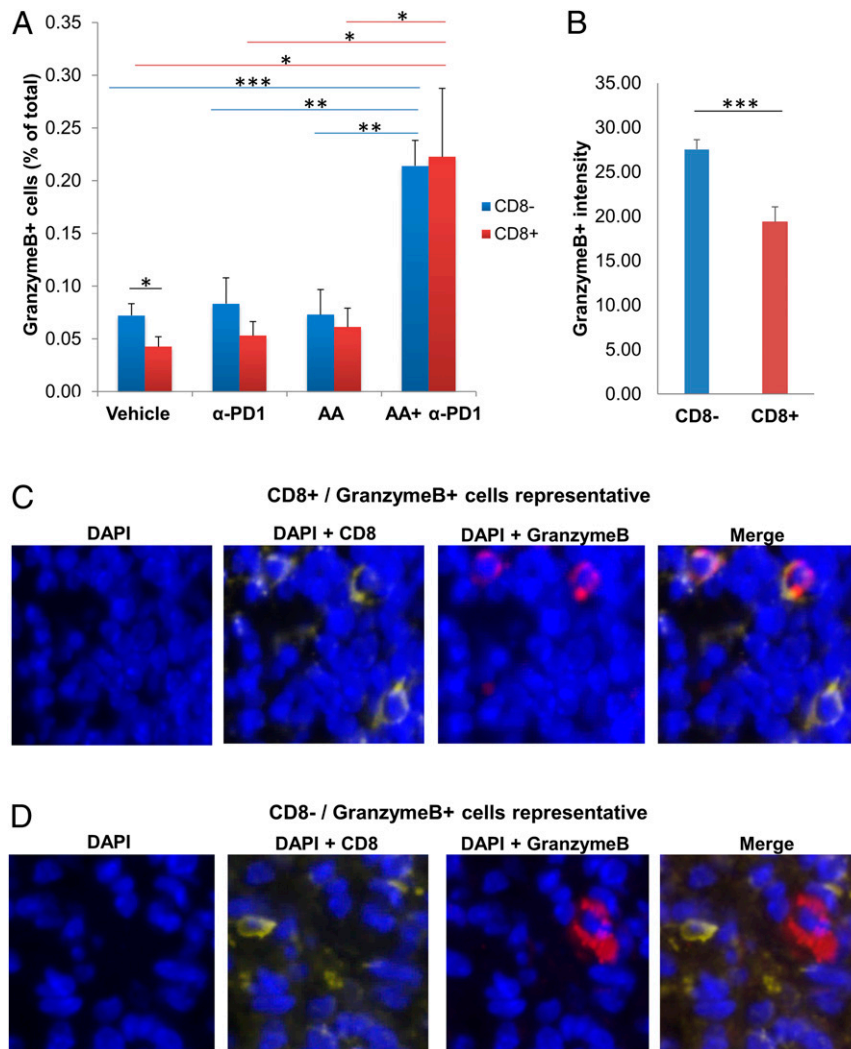 A
GranzymeB+ cells (% of total)
0.35
0.30
0.25
0.20
0.15
0.10
0.05
0.00
*
*
*
***
**
**
*
CD8-
CD8+
Vehicle
α-PD1
AA
AA+ α-PD1
B
GranzymeB+ intensity
35.00
30.00
25.00
20.00
15.00
10.00
5.00
0.00
***
CD8-
CD8+
C
CD8+ / GranzymeB+ cells representative
DAPI
DAPI + CD8
DAPI + GranzymeB
Merge
D
CD8- / GranzymeB+ cells representative
DAPI
DAPI + CD8
DAPI + GranzymeB
Merge